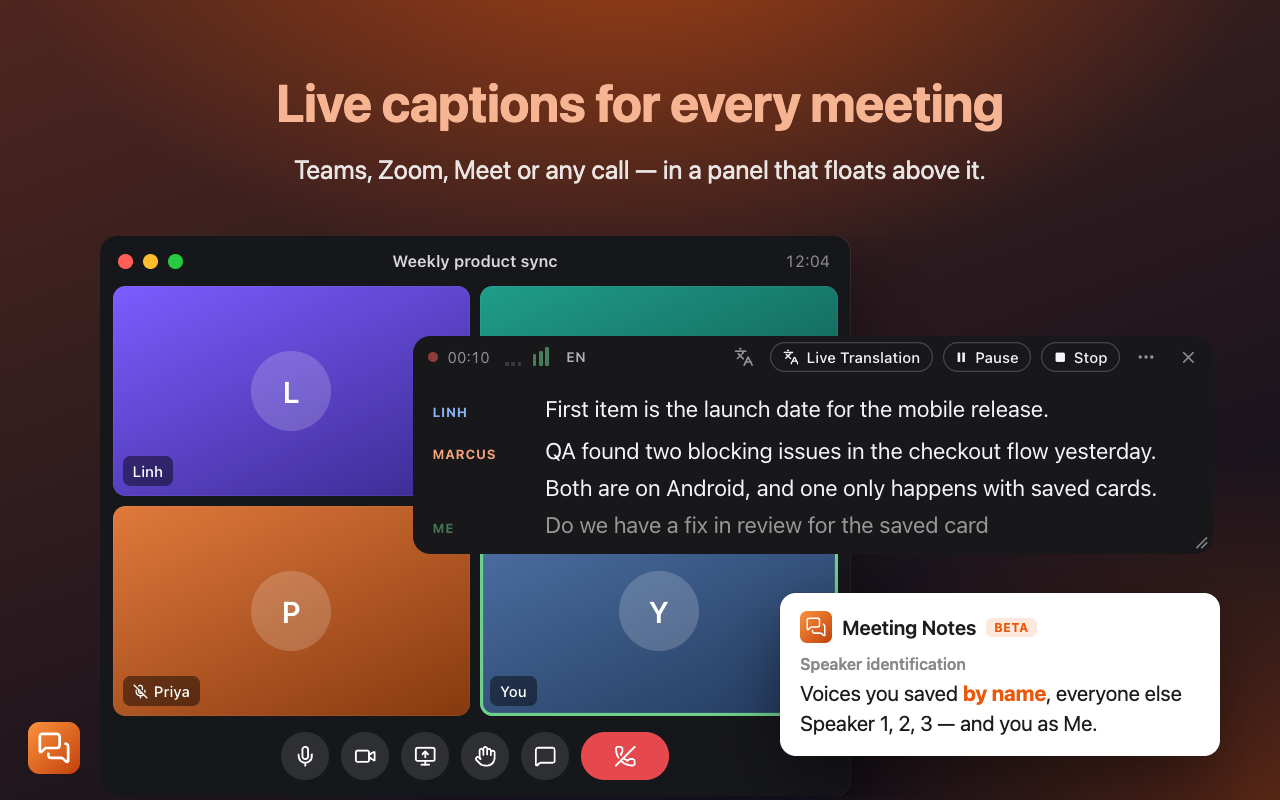 Live captions for every meeting
Teams, Zoom, Meet or any call — in a panel that floats above it.
Weekly product sync
12:04
L
Linh
00:10
EN
Live Translation
Pause
Stop
LINH
First item is the launch date for the mobile release.
MARCUS
QA found two blocking issues in the checkout flow yesterday.
Both are on Android, and one only happens with saved cards.
ME
Do we have a fix in review for the saved card
P
Priya
Y
You
Meeting Notes
BETA
Speaker identification
Voices you saved by name, everyone else
Speaker 1, 2, 3 — and you as Me.